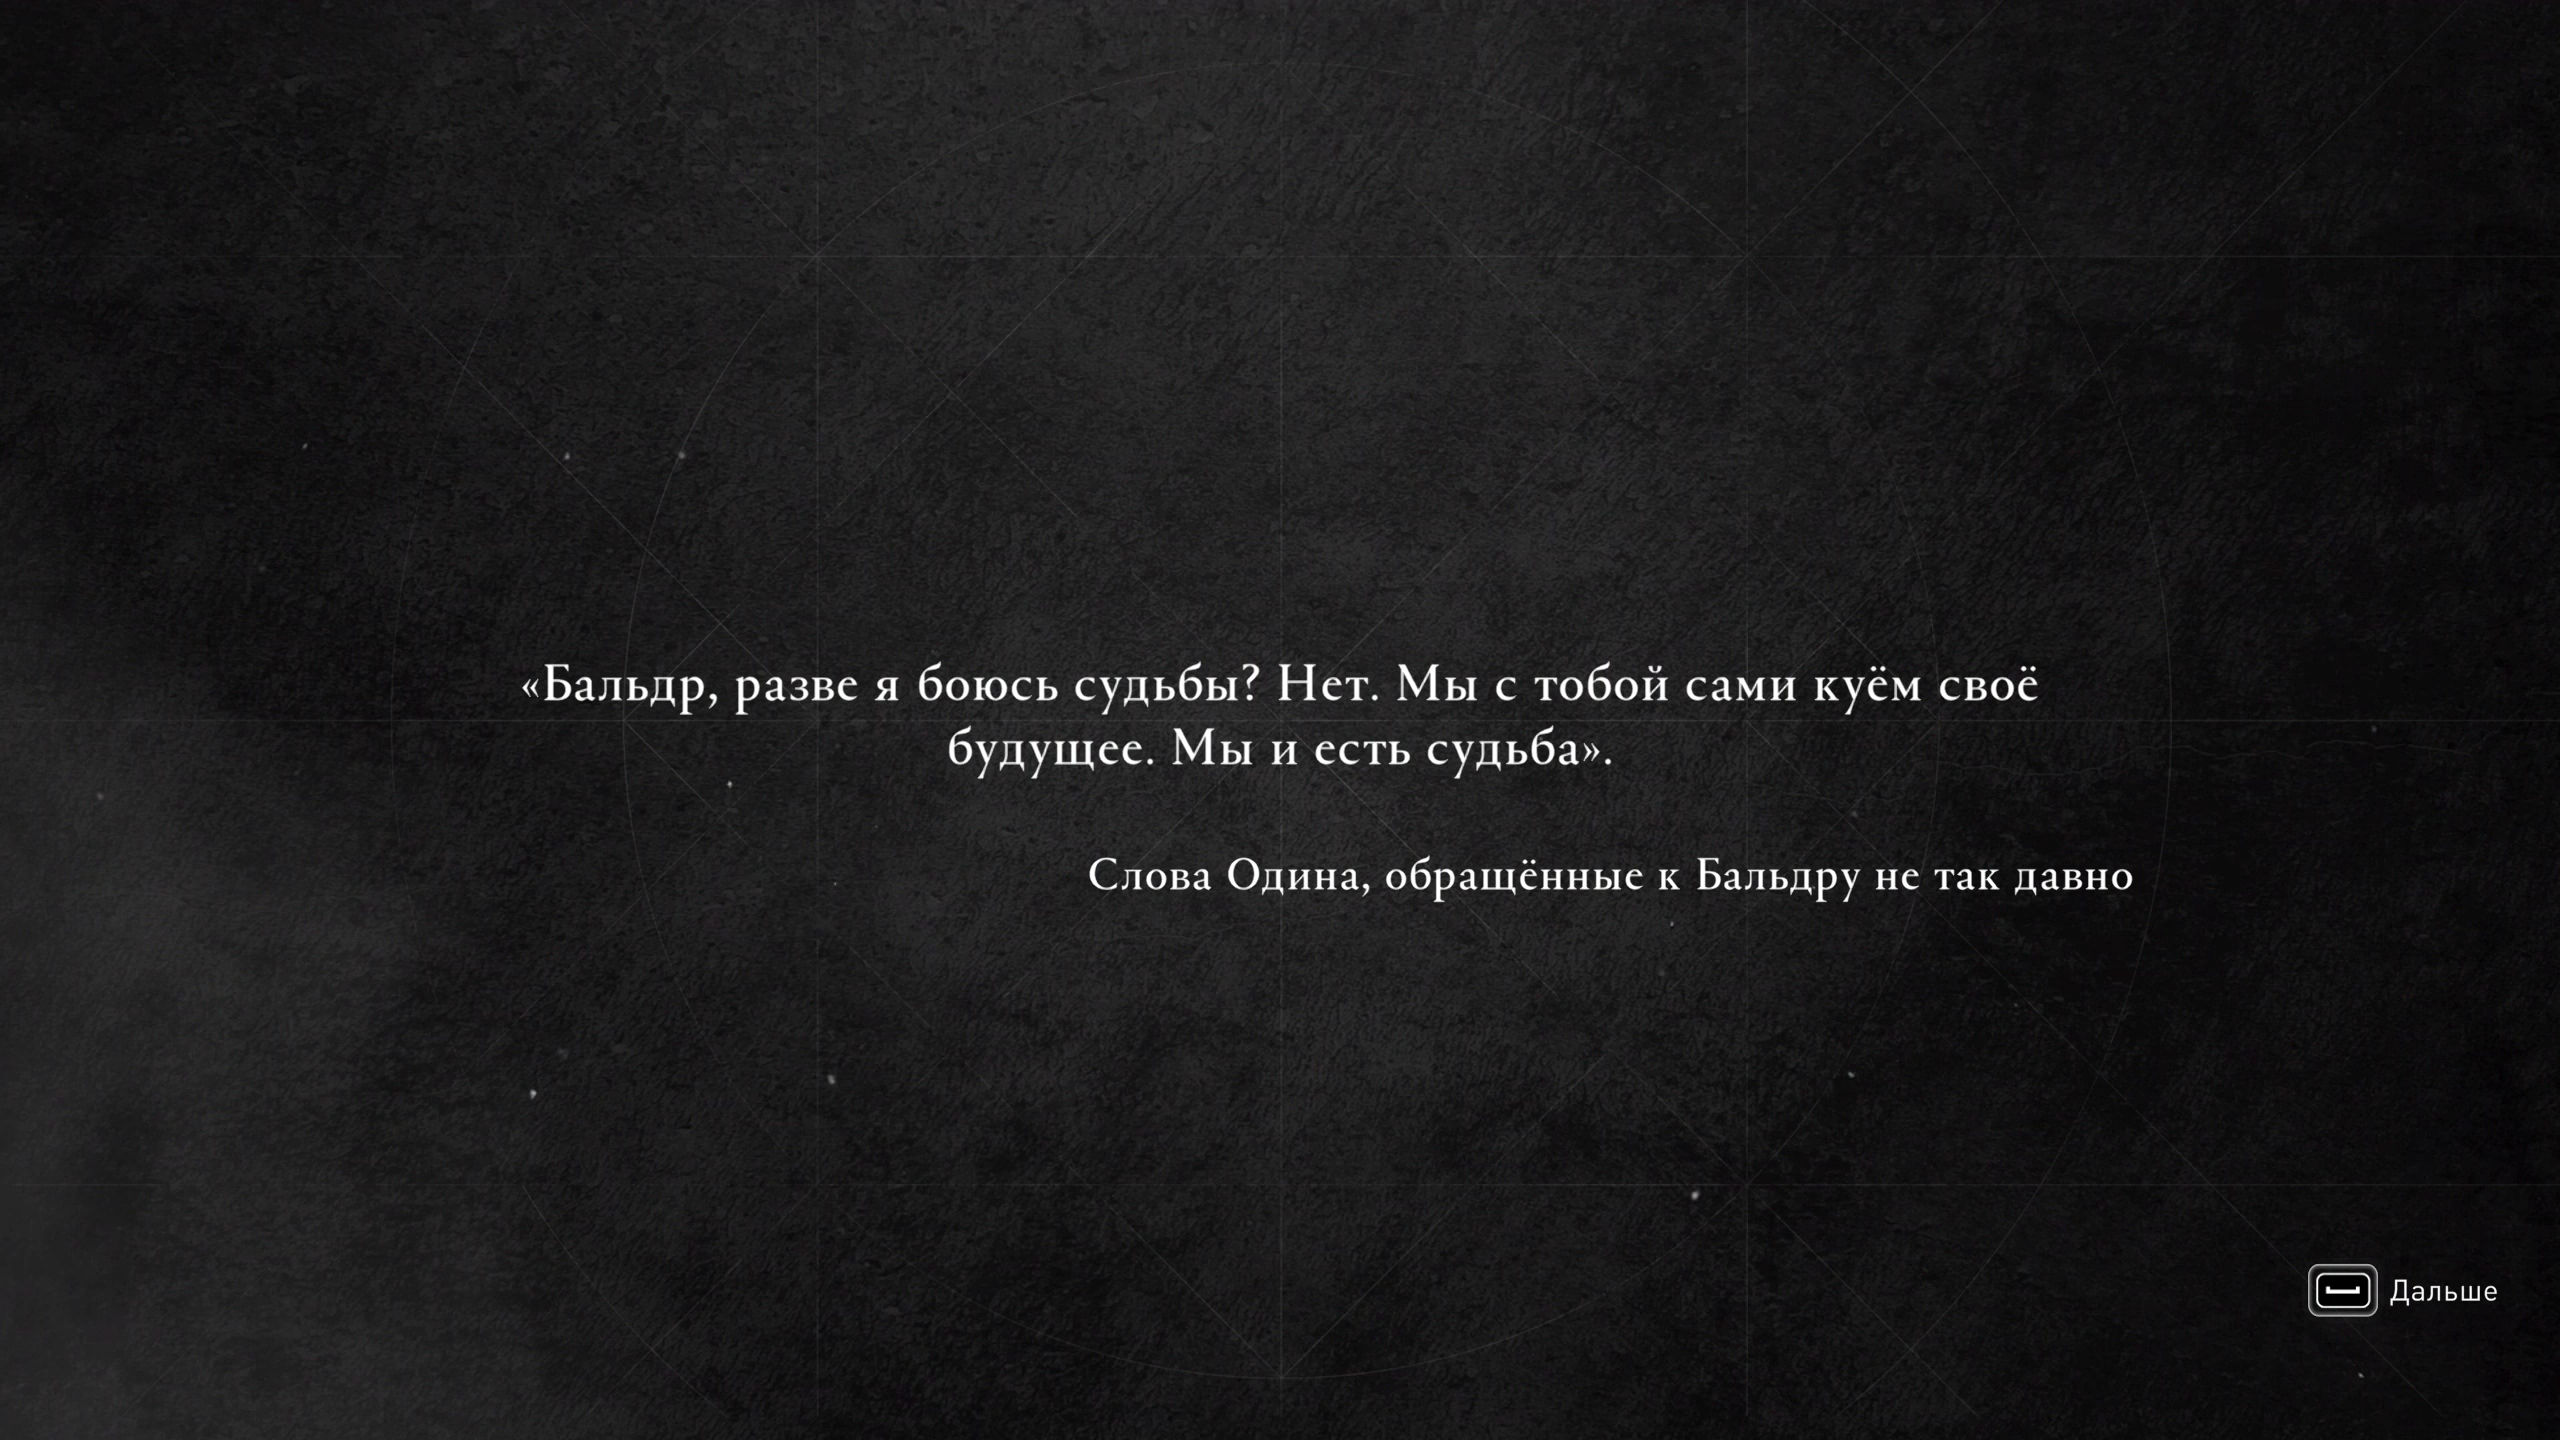 «Бальдр, разве я боюсь судьбы? Нет. Мы с тобой сами куём своё
будущее. Мы и есть судьба».
Слова Одина, обращённые к Бальдру не так давно
Дальше